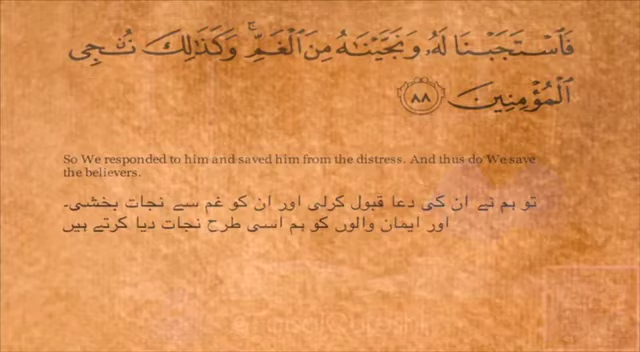 فَٱسْتَجَبْنَا لَهُۥ وَنَجَّيْنَـٰهُ مِنَ ٱلْغَمِّ ۚ وَكَذَٰلِكَ نُـۨجِى
ٱلْمُؤْمِنِينَ ٨٨
So We responded to him and saved him from the distress. And thus do We save
the believers.
تو ہم نے ان کی دعا قبول کرلی اور ان کو غم سے نجات بخشی۔
اور ایمان والوں کو ہم اسی طرح نجات دیا کرتے ہیں